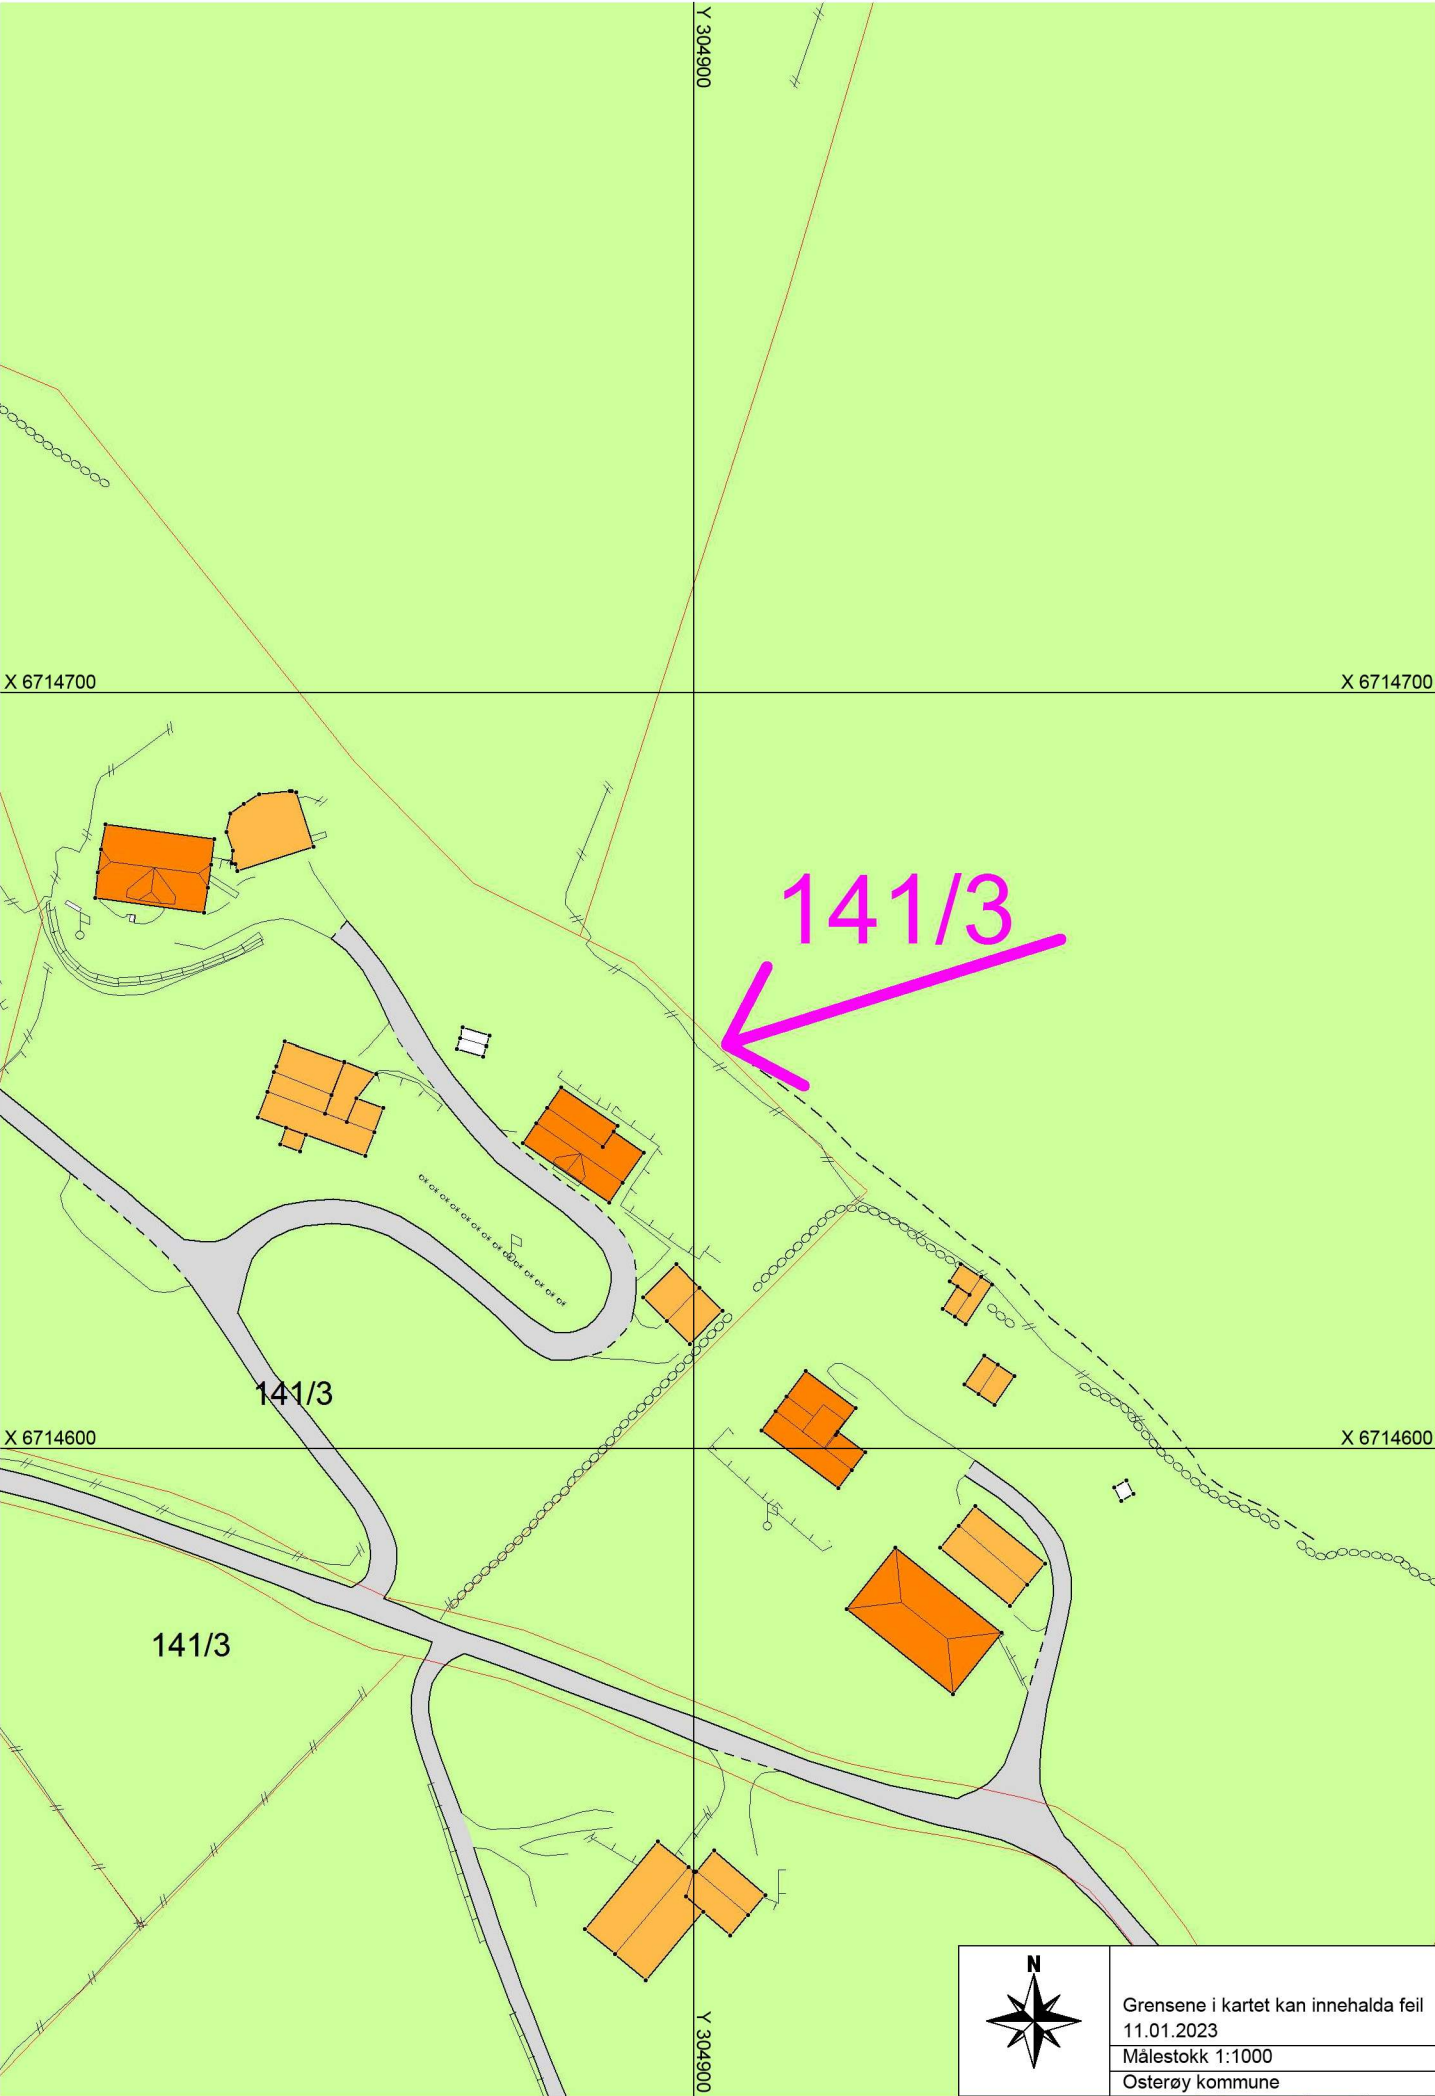 Y 304900
X 6714700
X 6714700
141/3
141/3
X 6714600
X 6714600
141/3
Y 304900
N
Grensene i kartet kan innehalda feil
11.01.2023
Målestokk 1:1000
Osterøy kommune